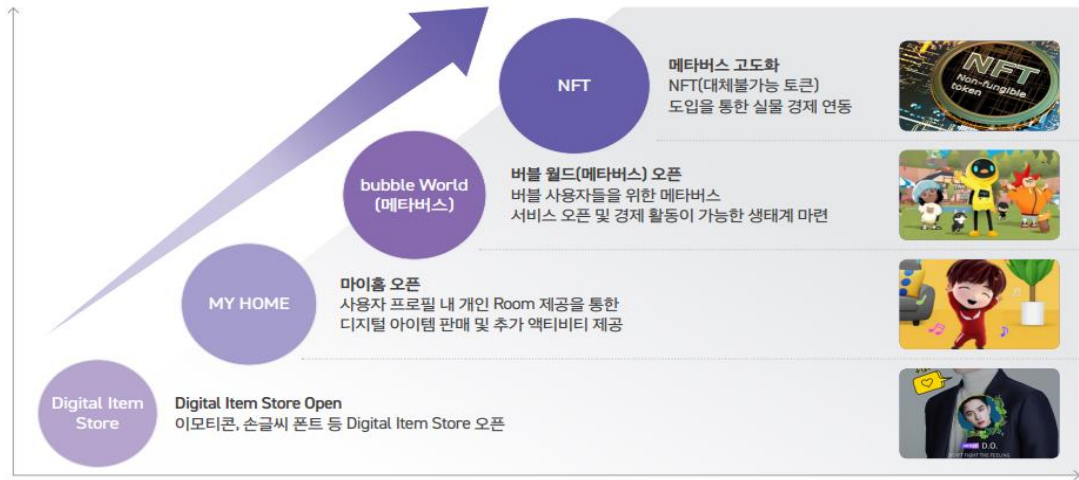 NFT
메타버스 고도화
NFT(대체불가능 토큰)
도입을 통한 실물 경제 연동
NFT
Non-fungible
token
bubble World
(메타버스)
버블 월드(메타버스) 오픈
버블 사용자들을 위한 메타버스
서비스 오픈 및 경제 활동이 가능한 생태계 마련
MY HOME
마이홈 오픈
사용자 프로필 내 개인 Room 제공을 통한
디지털 아이템 판매 및 추가 액티비티 제공
Digital Item
Store
Digital Item Store Open
이모티콘, 손글씨 폰트 등 Digital Item Store 오픈
D.O.
DON'T FIGHT THE FEELING